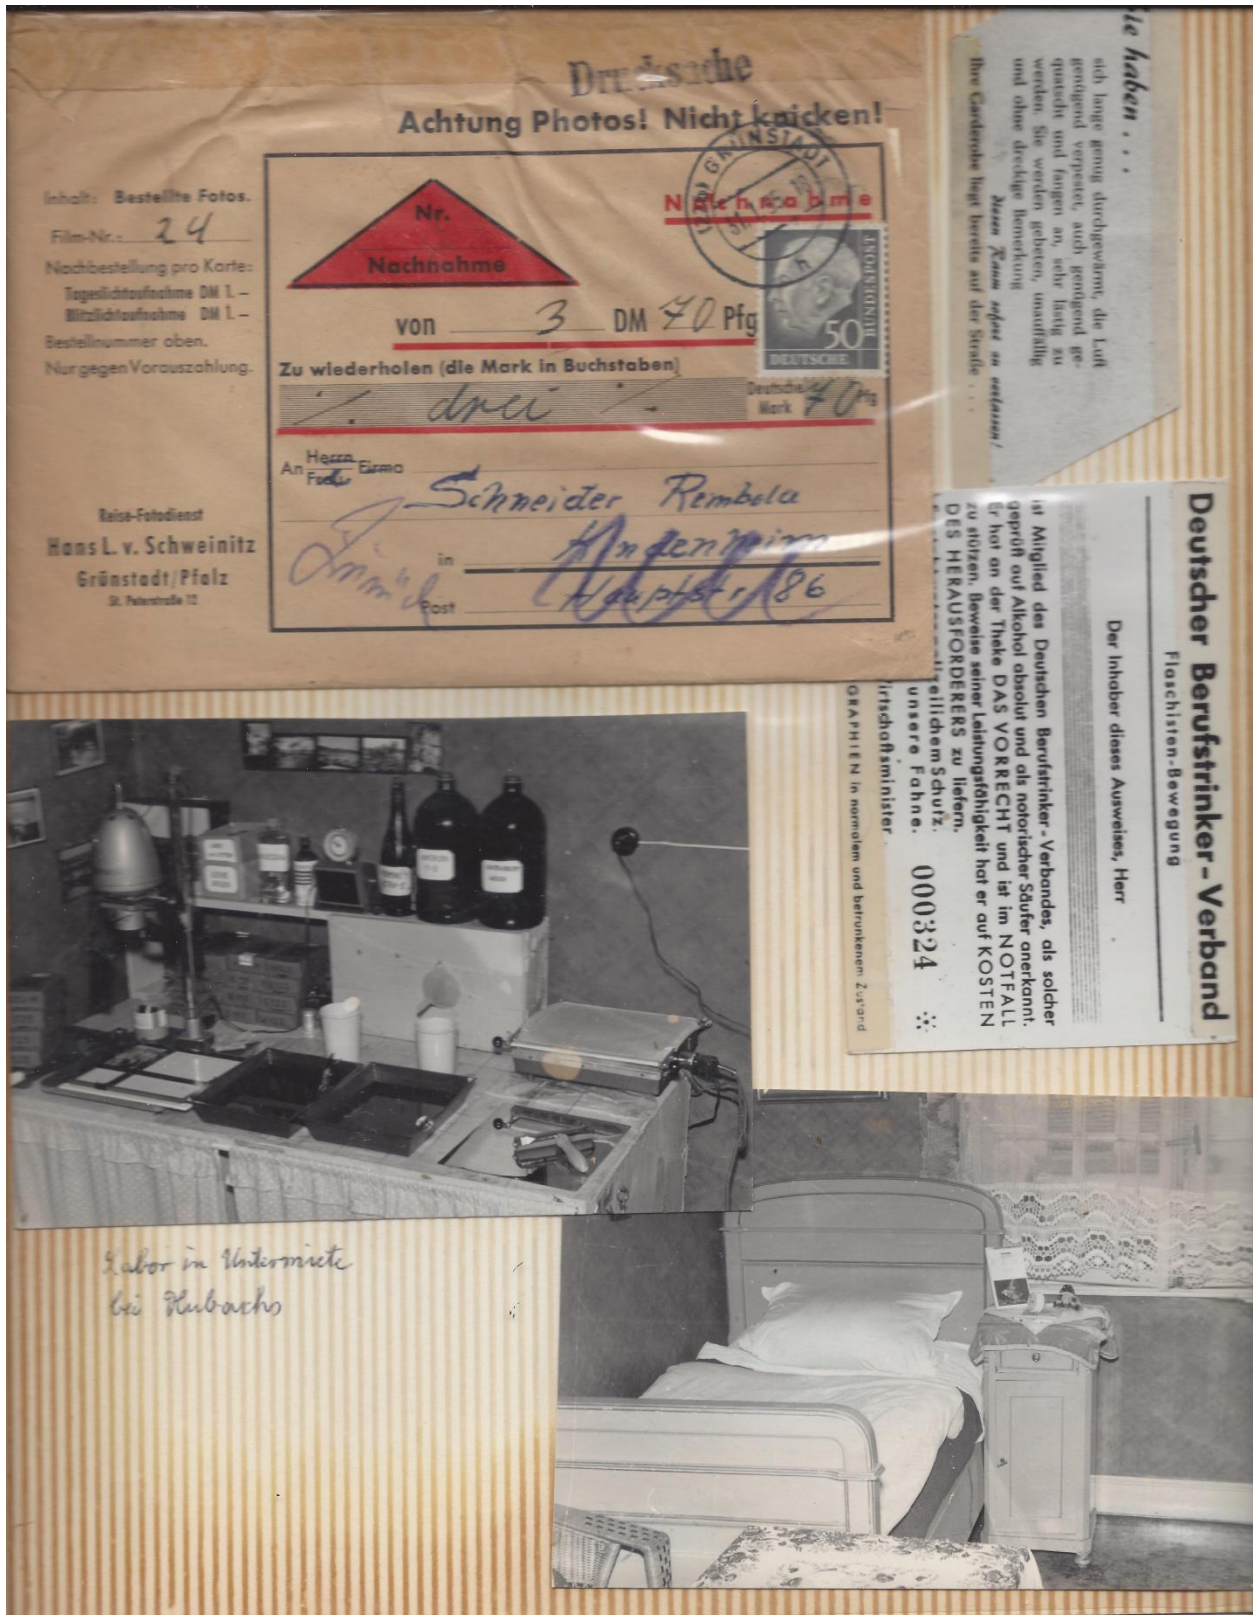 Drucksache
Achtung Photos! Nicht knicken!
Inhalt: Bestellte Fotos.
Film-Nr.: 24
Nachbestellung pro Karte:
Tageslichtaufnahme DM 1.–
Blitzlichtaufnahme DM 1.–
Bestellnummer oben.
Nur gegen Vorauszahlung.
Reise-Fotodienst
Hans L. v. Schweinitz
Grünstadt/Pfalz
St. Peterstraße 12
Nr.
Nachnahme
Nachnahme
GRÜNSTADT
50
DEUTSCHE
BUNDESPOST
von 3 DM 70 Pfg
Zu wiederholen (die Mark in Buchstaben)
./. drei ./. Deutsche Mark 70 Pfg
An Herrn Firma
Schneider
in
Post Hauptstr. 86
Sie haben . . .
sich lange genug durchgewärmt, die Luft
genügend verpestet, auch genügend ge-
quatscht und fangen an, sehr lästig zu
werden. Sie werden gebeten, unauffällig
und ohne dreckige Bemerkung
diesen Raum sofort zu verlassen!
Ihre Garderobe liegt bereits auf der Straße . . .
Deutscher Berufstrinker-Verband
Flaschisten-Bewegung
Der Inhaber dieses Ausweises, Herr
ist Mitglied des Deutschen Berufstrinker-Verbandes, als solcher
geprüft auf Alkohol absolut und als notorischer Säufer anerkannt.
Er hat an der Theke DAS VORRECHT und ist im NOTFALL
zu stützen. Beweise seiner Leistungsfähigkeit hat er auf KOSTEN
DES HERAUSFORDERERS zu liefern.
eilichem Schutz.
unsere Fahne. 000324
irtschaftsminister
GRAPHIEN in normalem und betrunkenem Zustand
Labor in Untermiete
bei Hubachs